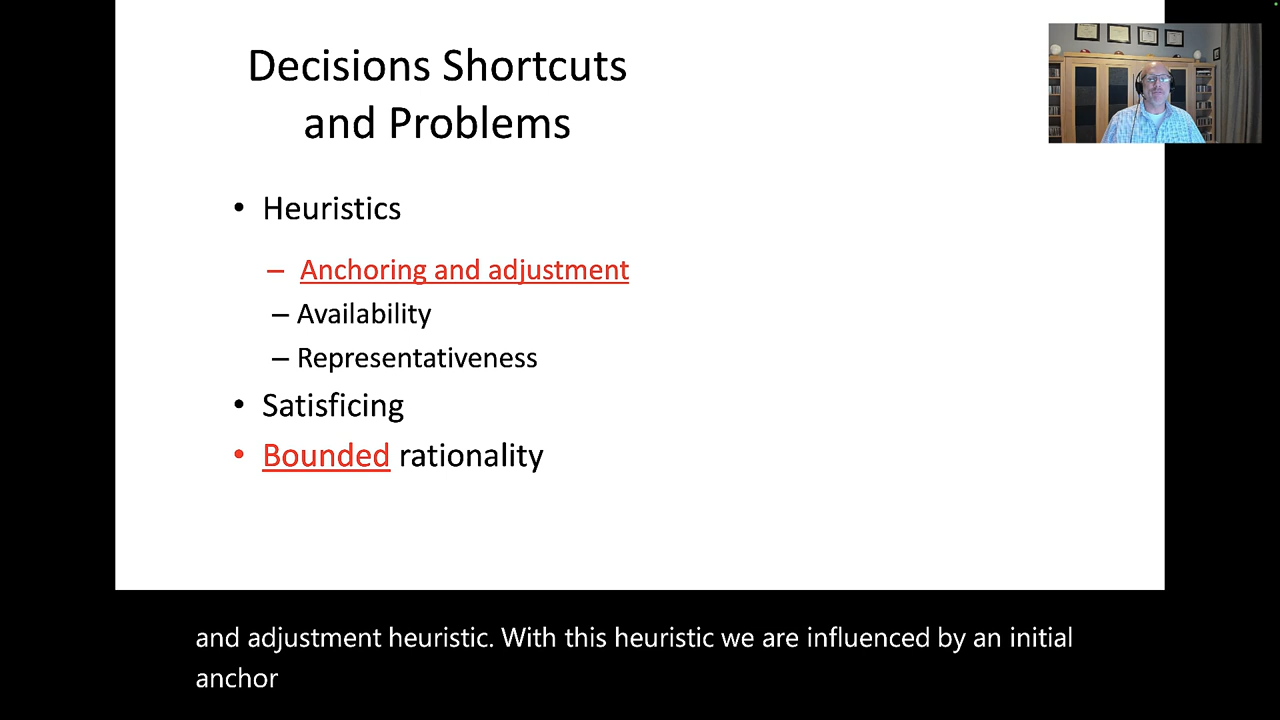 Decisions Shortcuts
and Problems
• Heuristics
– Anchoring and adjustment
– Availability
– Representativeness
• Satisficing
• Bounded rationality
and adjustment heuristic. With this heuristic we are influenced by an initial
anchor